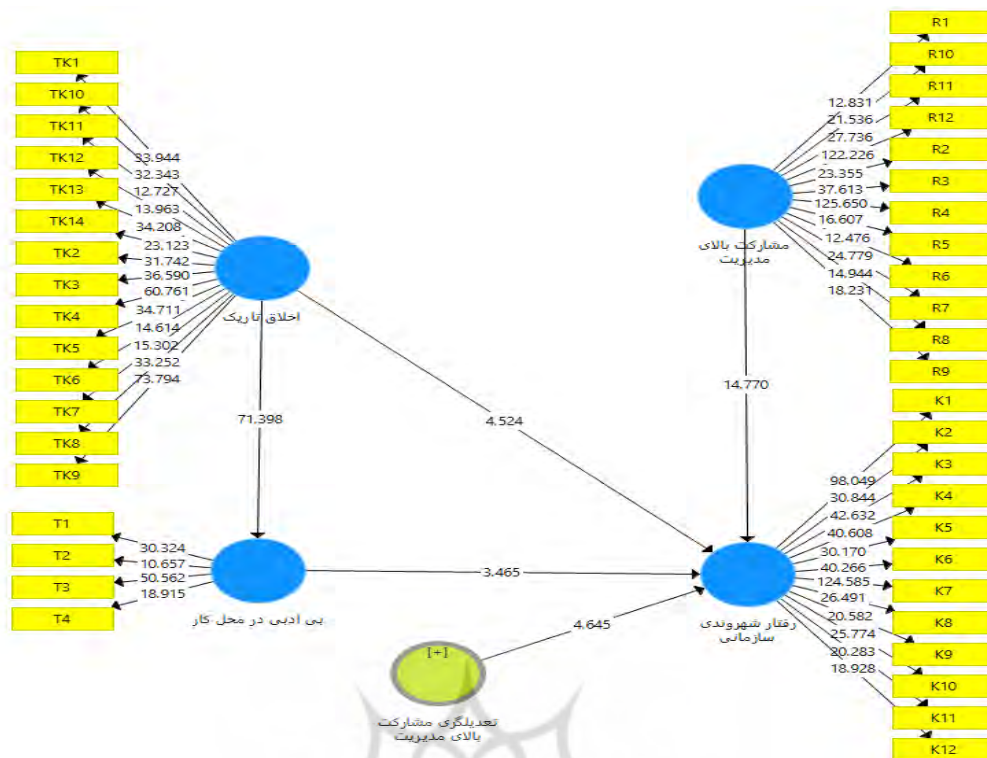 TK1
TK10
TK11
TK12
TK13
TK14
TK2
TK3
TK4
TK5
TK6
TK7
TK8
TK9
33.944
32.343
12.727
13.963
34.208
23.123
31.742
36.590
60.761
34.711
14.614
15.302
33.252
73.794
اخلاق تاریک
R1
R10
R11
R12
R2
R3
R4
R5
R6
R7
R8
R9
12.831
21.536
27.736
122.226
23.355
37.613
125.650
16.607
12.476
24.779
14.944
18.231
مشارکت بالای
مدیریت
71.398
4.524
14.770
T1
T2
T3
T4
30.324
10.657
50.562
18.915
بی ادبی در محل کار
3.465
K1
K2
K3
K4
K5
K6
K7
K8
K9
K10
K11
K12
98.049
30.844
42.632
40.608
30.170
40.266
124.585
26.491
20.582
25.774
20.283
18.928
رفتار شهروندی
سازمانی
4.645
[+]
تعدیلگری مشارکت
بالای مدیریت